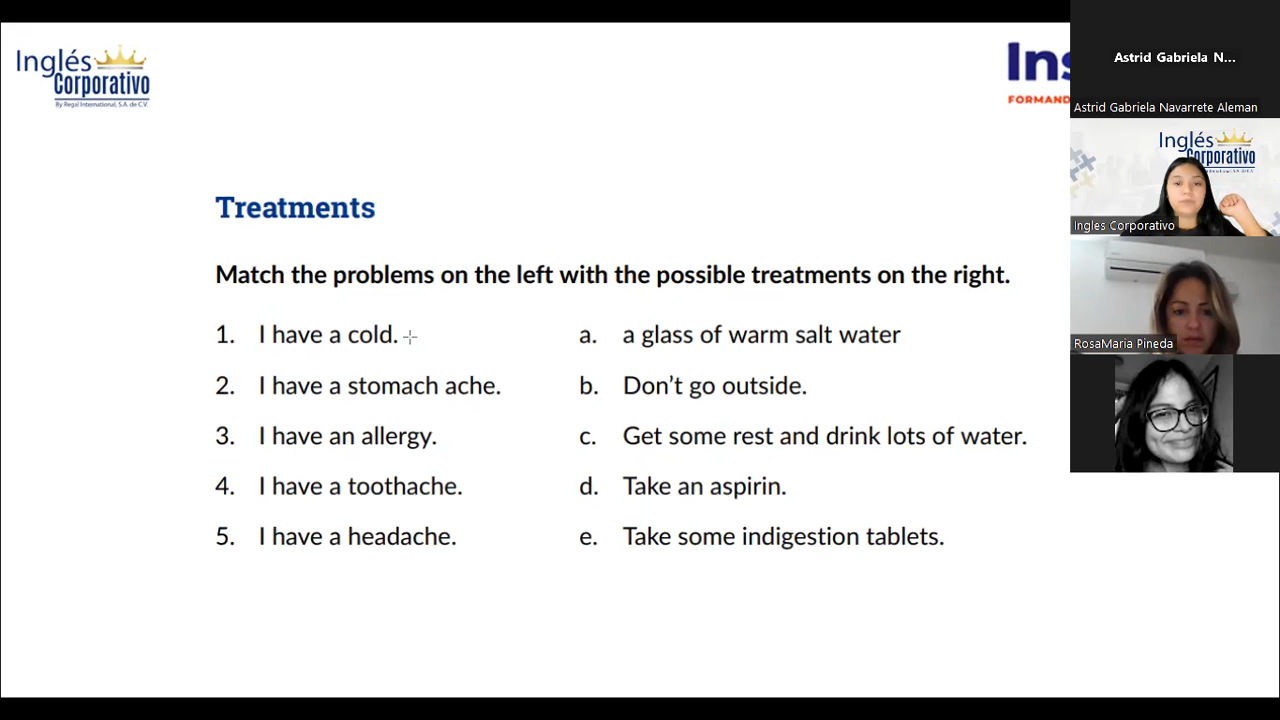 Inglés
Corporativo
By Regal International, S.A. de C.V.
Ins
FORMAND
Treatments
Match the problems on the left with the possible treatments on the right.
1. I have a cold.
a. a glass of warm salt water
2. I have a stomach ache.
b. Don't go outside.
3. I have an allergy.
c. Get some rest and drink lots of water.
4. I have a toothache.
d. Take an aspirin.
5. I have a headache.
e. Take some indigestion tablets.
Astrid Gabriela N...
Astrid Gabriela Navarrete Aleman
Inglés
Corporativo
Ingles Corporativo
RosaMaria Pineda